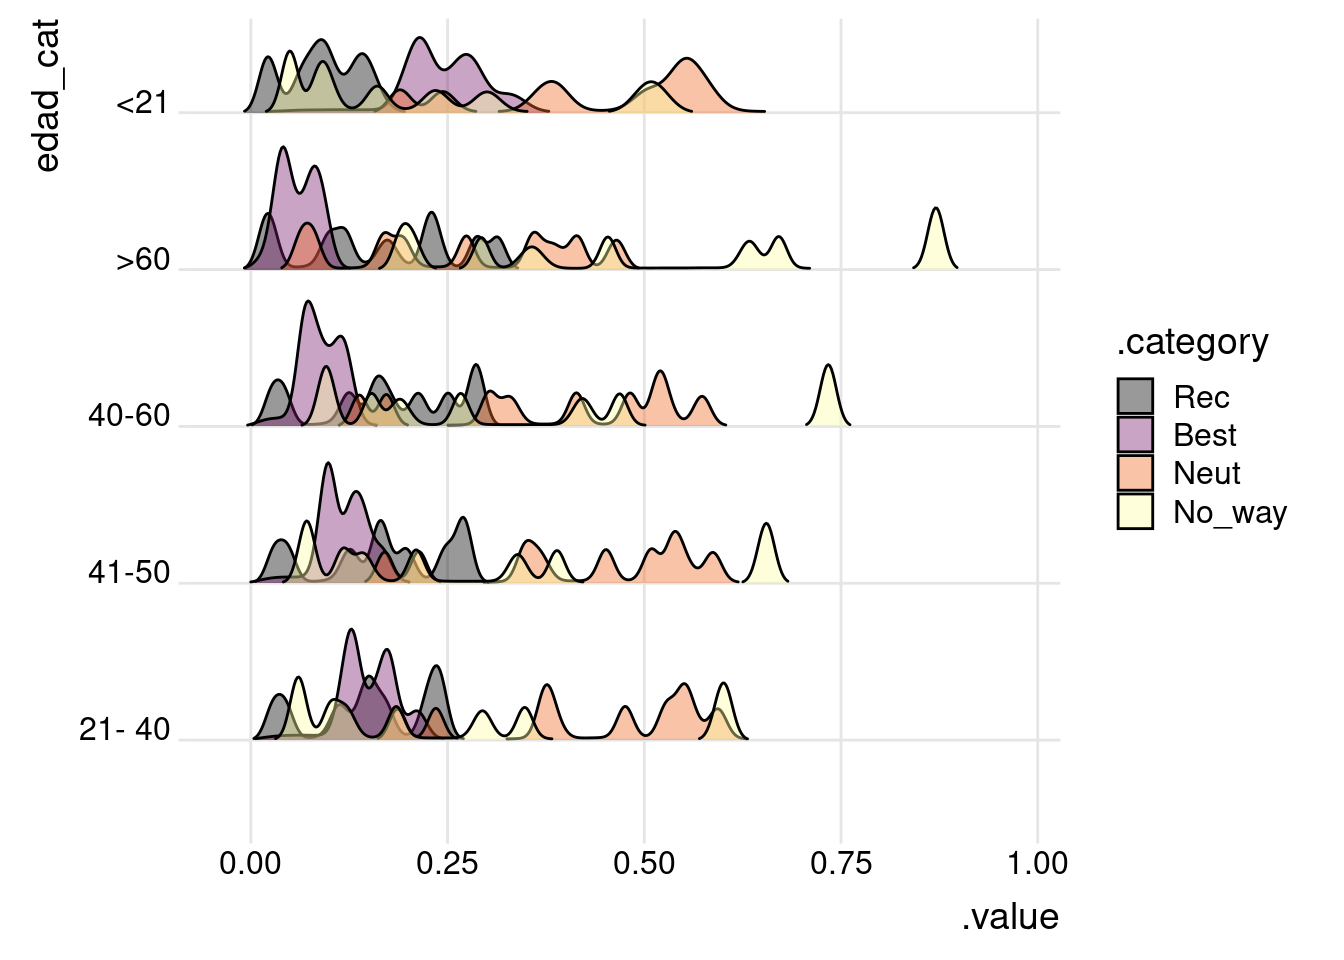 edad_cat
<21
>60
40-60
41-50
21- 40
0.00 0.25 0.50 0.75 1.00
.value
.category
Rec
Best
Neut
No_way